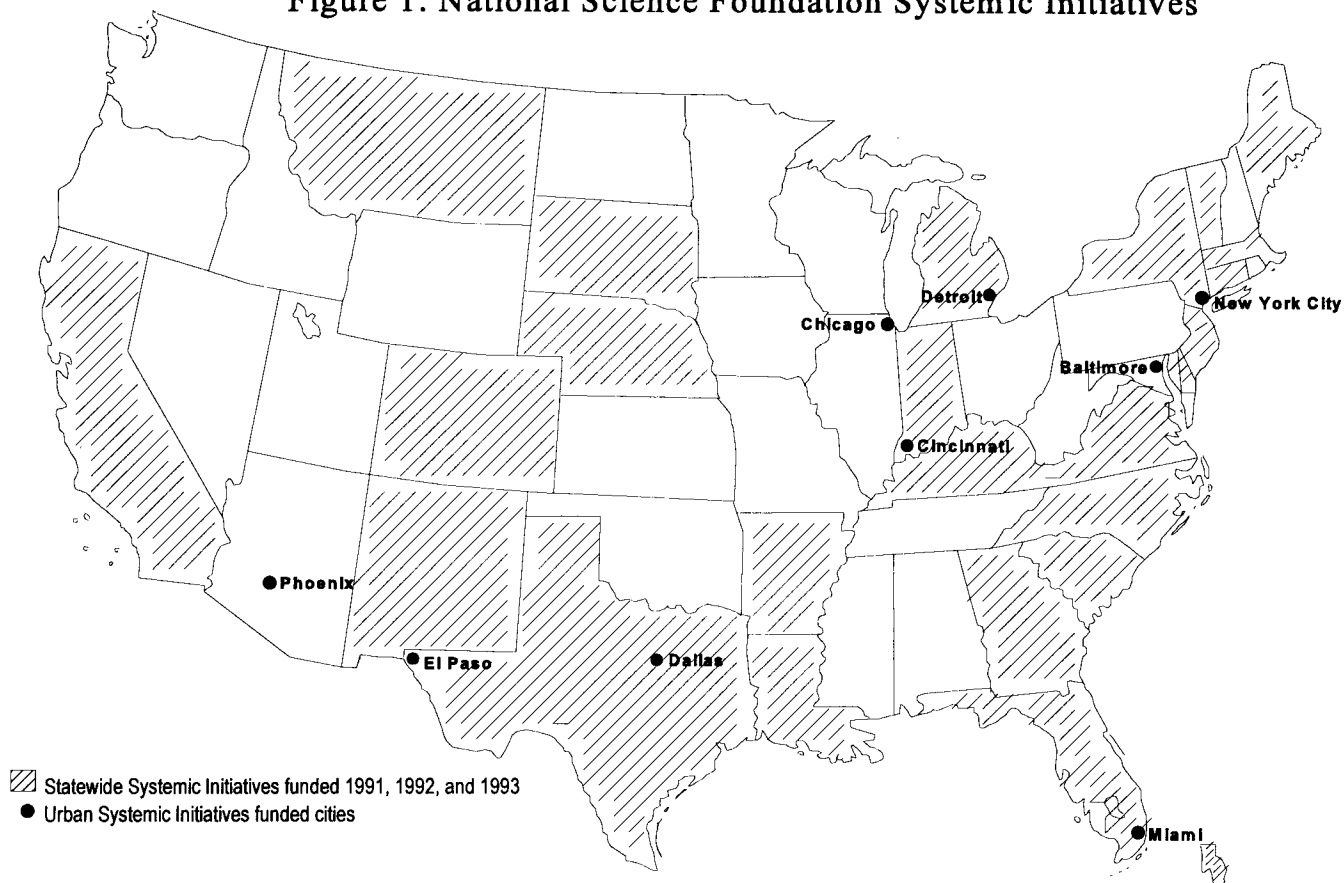 Figure 1. National Science Foundation Systemic Initiatives
Detroit
New York City
Chicago
Baltimore
Cincinnati
Phoenix
El Paso
Dallas
Statewide Systemic Initiatives funded 1991, 1992, and 1993
Urban Systemic Initiatives funded cities
Miami